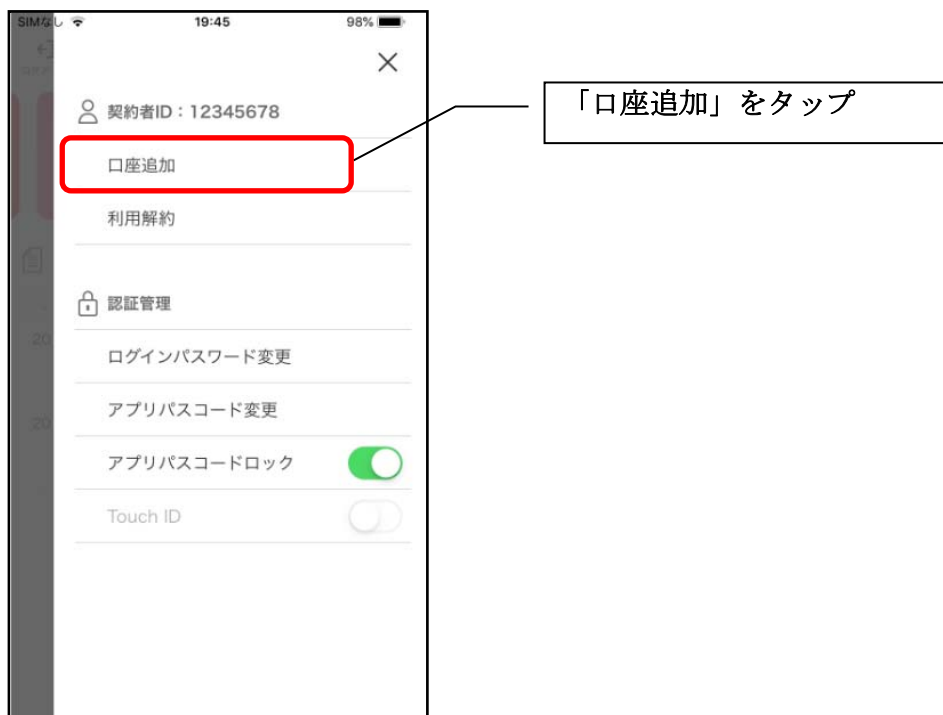 SIMなし 19:45 98%
契約者ID：12345678
口座追加
利用解約
認証管理
ログインパスワード変更
アプリパスコード変更
アプリパスコードロック
Touch ID
20
20
「口座追加」をタップ